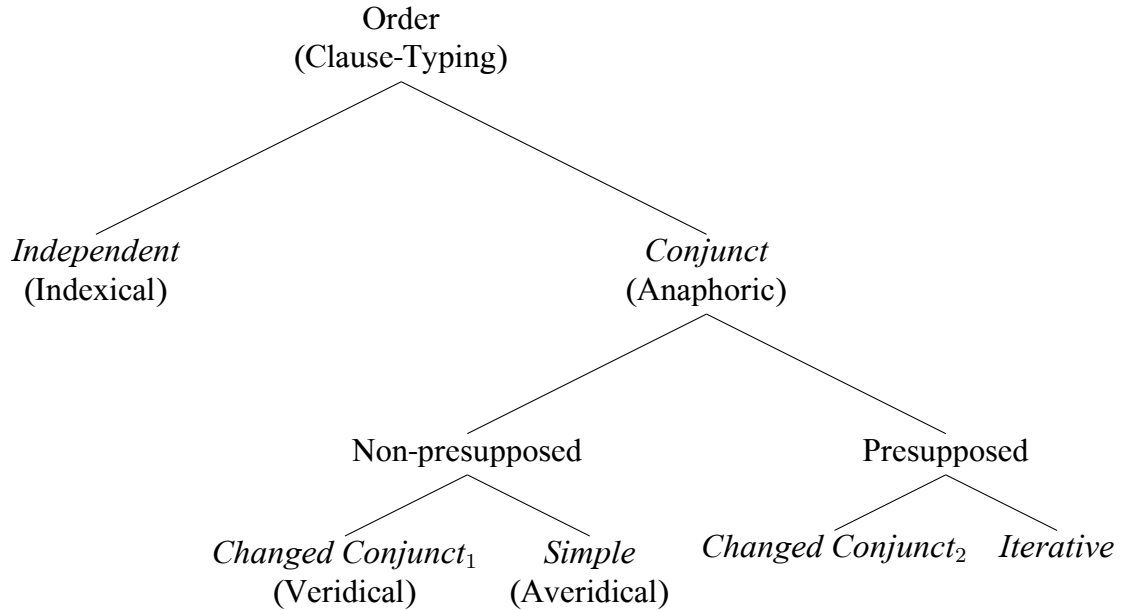 Order
(Clause-Typing)
Independent
(Indexical)
Conjunct
(Anaphoric)
Non-presupposed
Presupposed
Changed Conjunct₁
(Veridical)
Simple
(Averidical)
Changed Conjunct₂
Iterative